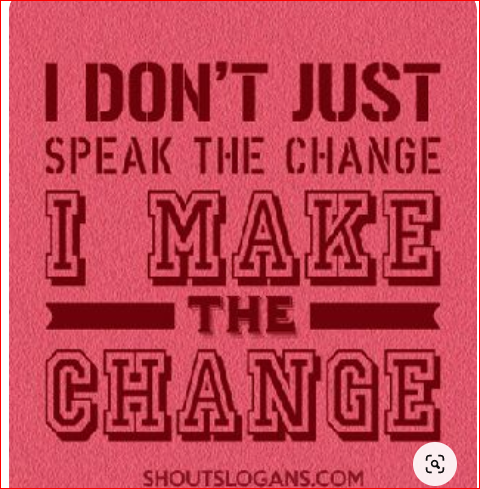 I DON'T JUST
SPEAK THE CHANGE
I MAKE
THE
CHANGE
SHOUTSLOGANS.COM